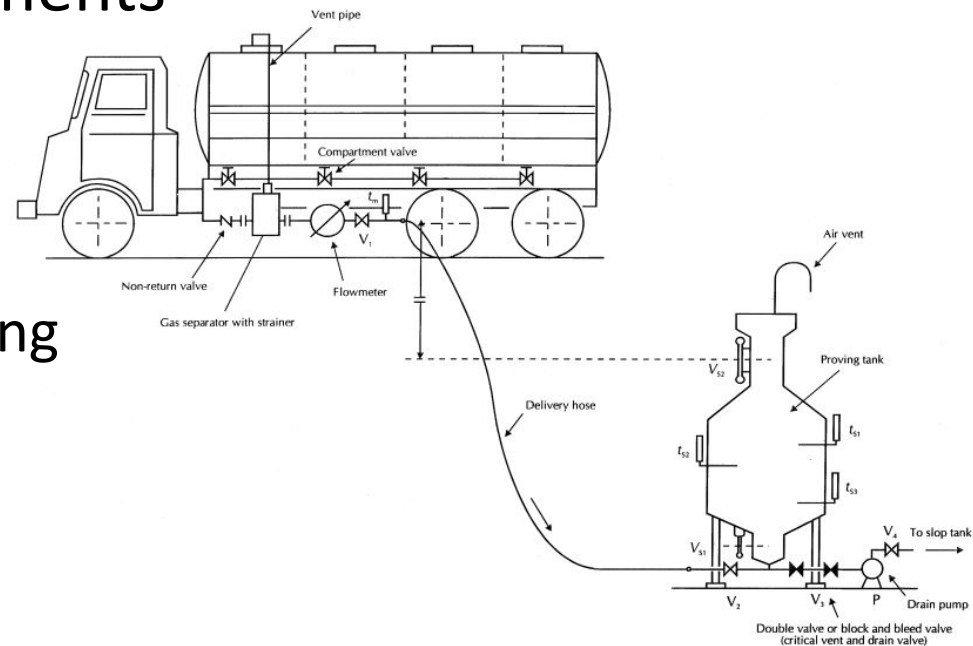 nents
Vent pipe
Compartment valve
tm
V1
Non-return valve
Flowmeter
Gas separator with strainer
ng
Air vent
VS2
Proving tank
Delivery hose
tS1
tS2
tS3
VS1
V4
To slop tank
V2
V3
P
Drain pump
Double valve or block and bleed valve
(critical vent and drain valve)